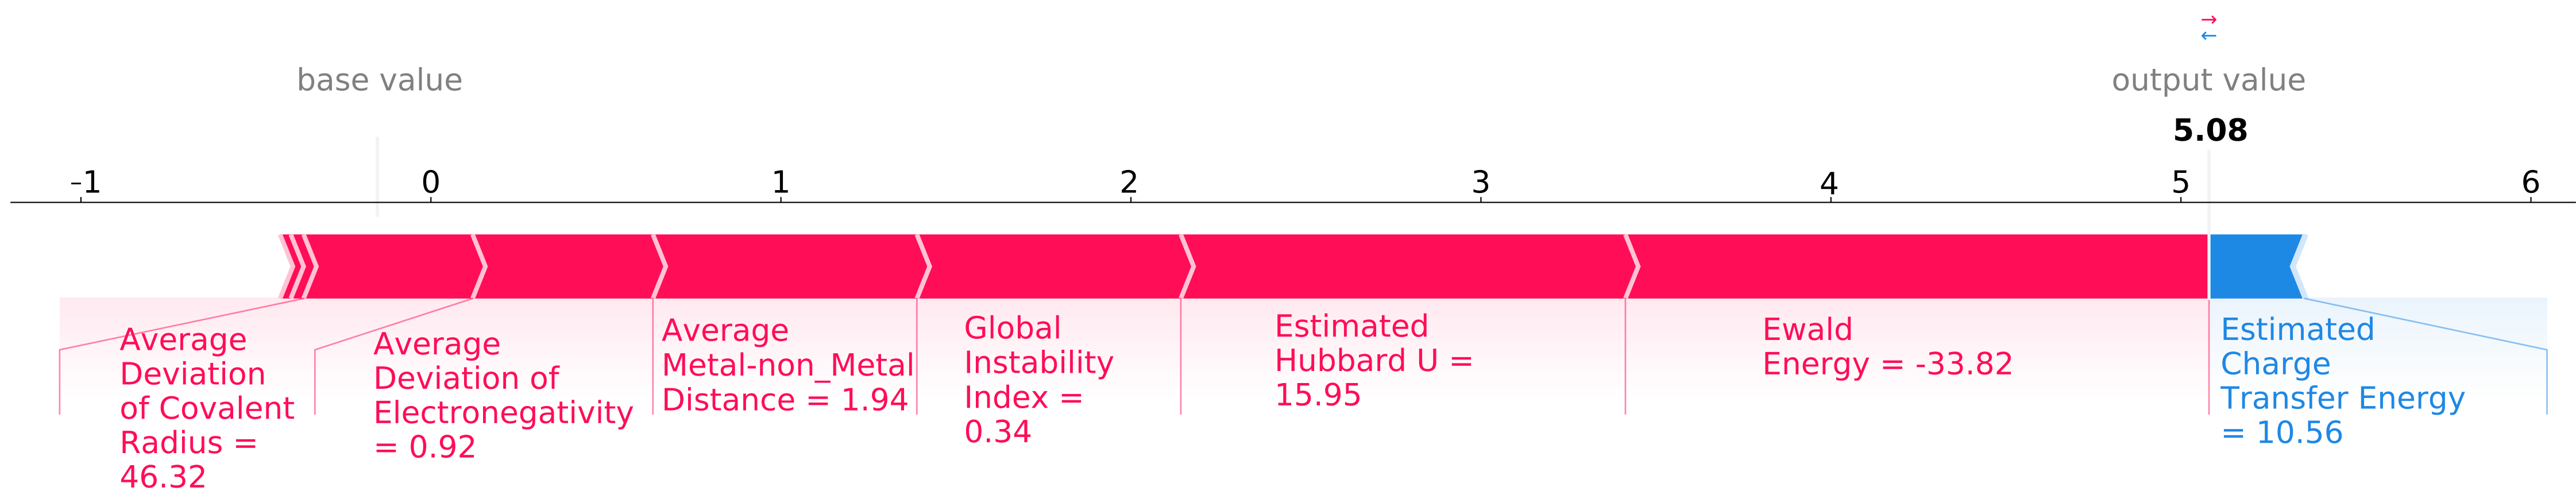 →
←
base value
output value
5.08
−1
0
1
2
3
4
5
6
Average
Deviation
of Covalent
Radius =
46.32
Average
Deviation of
Electronegativity
= 0.92
Average
Metal-non_Metal
Distance = 1.94
Global
Instability
Index =
0.34
Estimated
Hubbard U =
15.95
Ewald
Energy = -33.82
Estimated
Charge
Transfer Energy
= 10.56